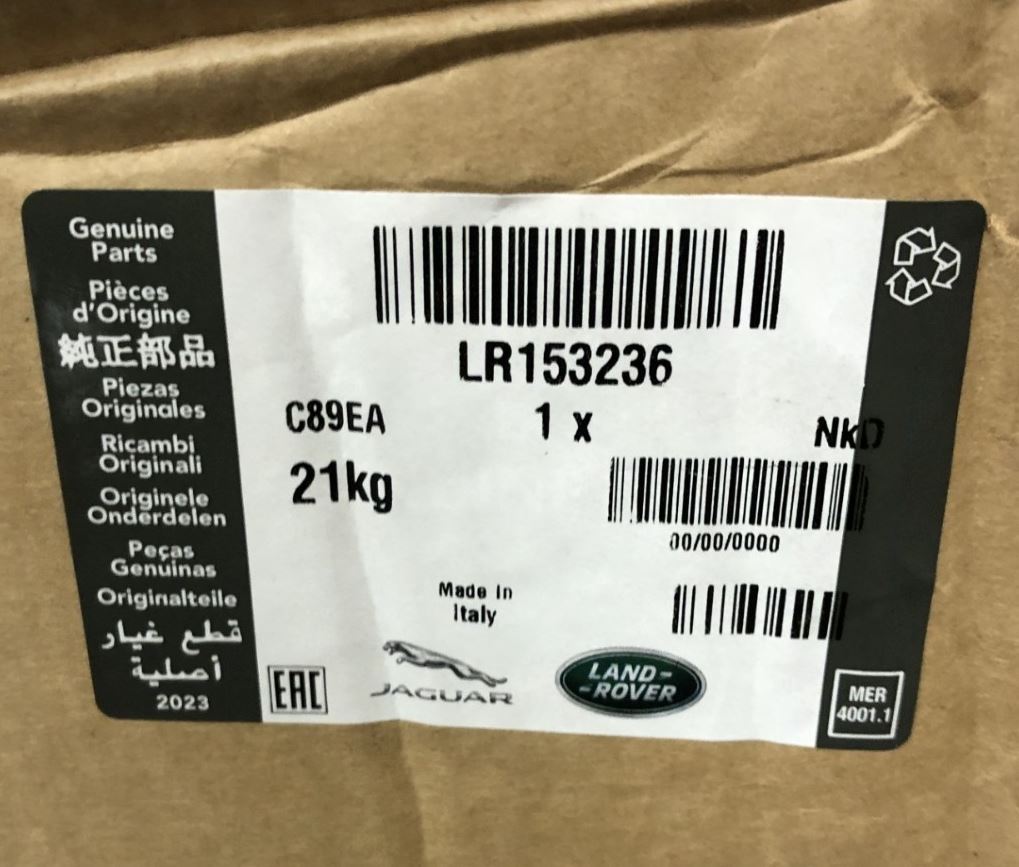 Genuine
Parts
Pièces
d'Origine
純正部品
Piezas
Originales
Ricambi
Originali
Originele
Onderdelen
Peças
Genuinas
Originalteile
قطع غيار
أصلية
2023
LR153236
C89EA
1 x
NkD
21kg
00/00/0000
Made in
Italy
EAC
JAGUAR
LAND-
-ROVER
MER
4001.1